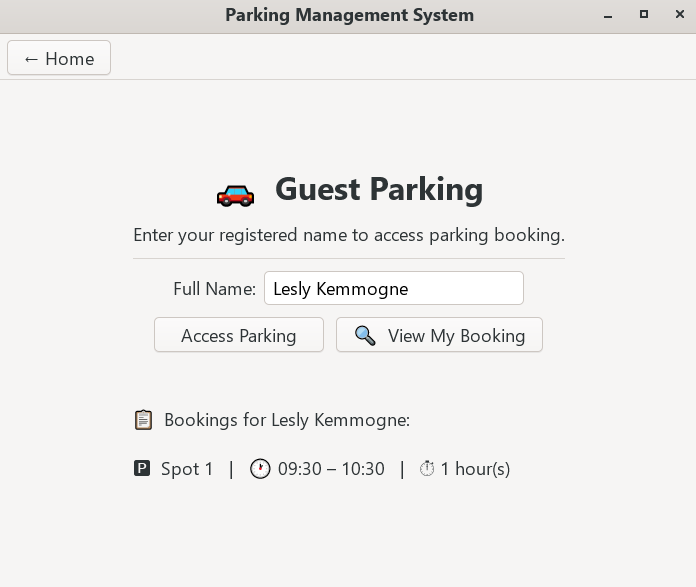 Parking Management System
← Home
Guest Parking
Enter your registered name to access parking booking.
Full Name: Lesly Kemmogne
Access Parking View My Booking
Bookings for Lesly Kemmogne:
P Spot 1 | 09:30 – 10:30 | 1 hour(s)